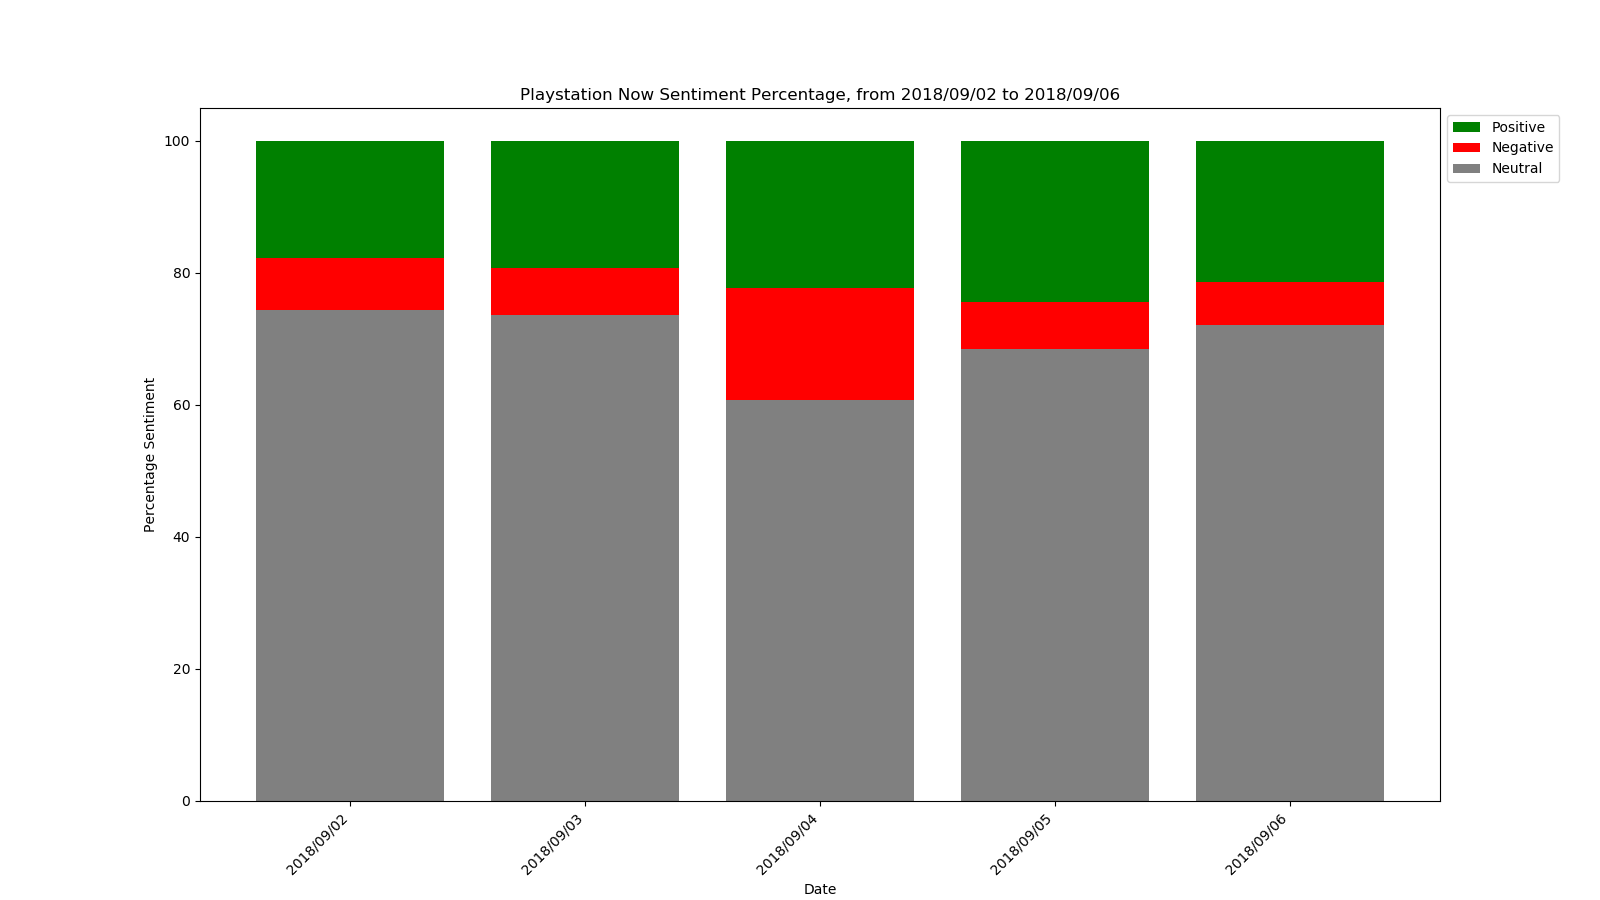 Playstation Now Sentiment Percentage, from 2018/09/02 to 2018/09/06
Positive
Negative
Neutral
100
80
60
40
20
0
Percentage Sentiment
2018/09/02
2018/09/03
2018/09/04
2018/09/05
2018/09/06
Date